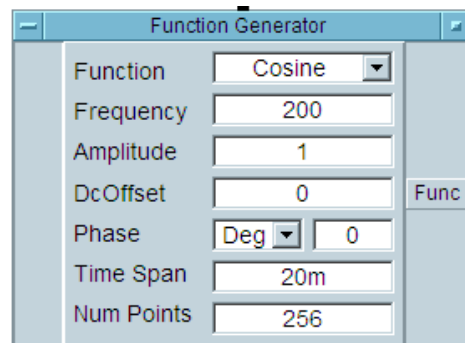 Function Generator
Function Cosine
Frequency 200
Amplitude 1
DcOffset 0
Func
Phase Deg 0
Time Span 20m
Num Points 256